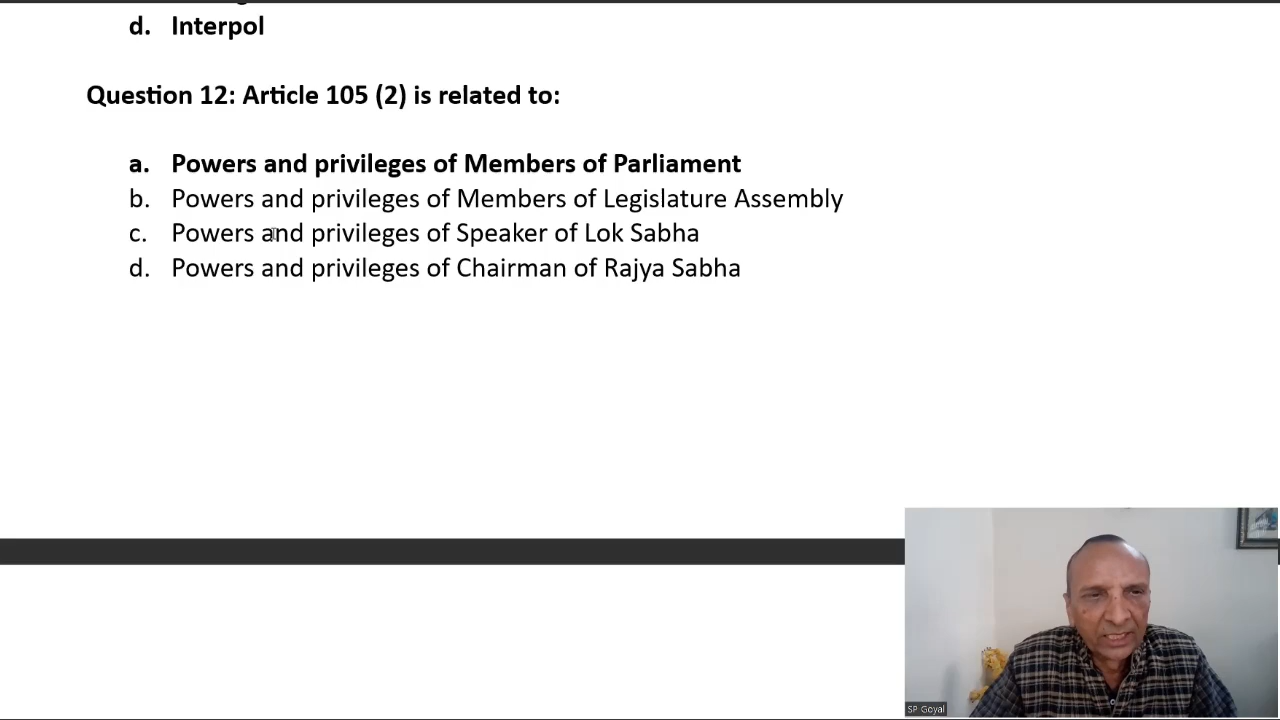 d. Interpol
Question 12: Article 105 (2) is related to:
a. Powers and privileges of Members of Parliament
b. Powers and privileges of Members of Legislature Assembly
c. Powers and privileges of Speaker of Lok Sabha
d. Powers and privileges of Chairman of Rajya Sabha
SP Goyal